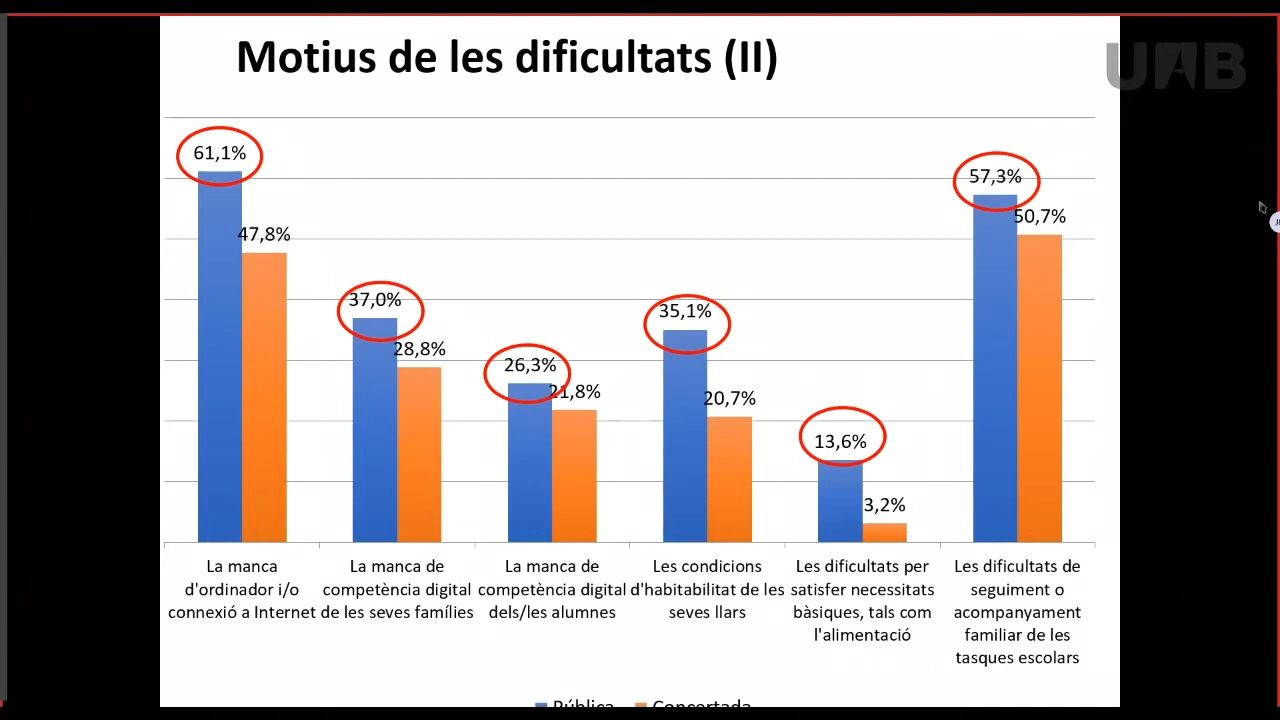 Motius de les dificultats (II)
UAB
61,1%
47,8%
37,0%
28,8%
26,3%
21,8%
35,1%
20,7%
13,6%
3,2%
57,3%
50,7%
La manca
d'ordinador i/o
connexió a Internet
La manca de
competència digital
de les seves famílies
La manca de
competència digital
dels/les alumnes
Les condicions
d'habitabilitat de les
seves llars
Les dificultats per
satisfer necessitats
bàsiques, tals com
l'alimentació
Les dificultats de
seguiment o
acompanyament
familiar de les
tasques escolars
Pública
Concertada